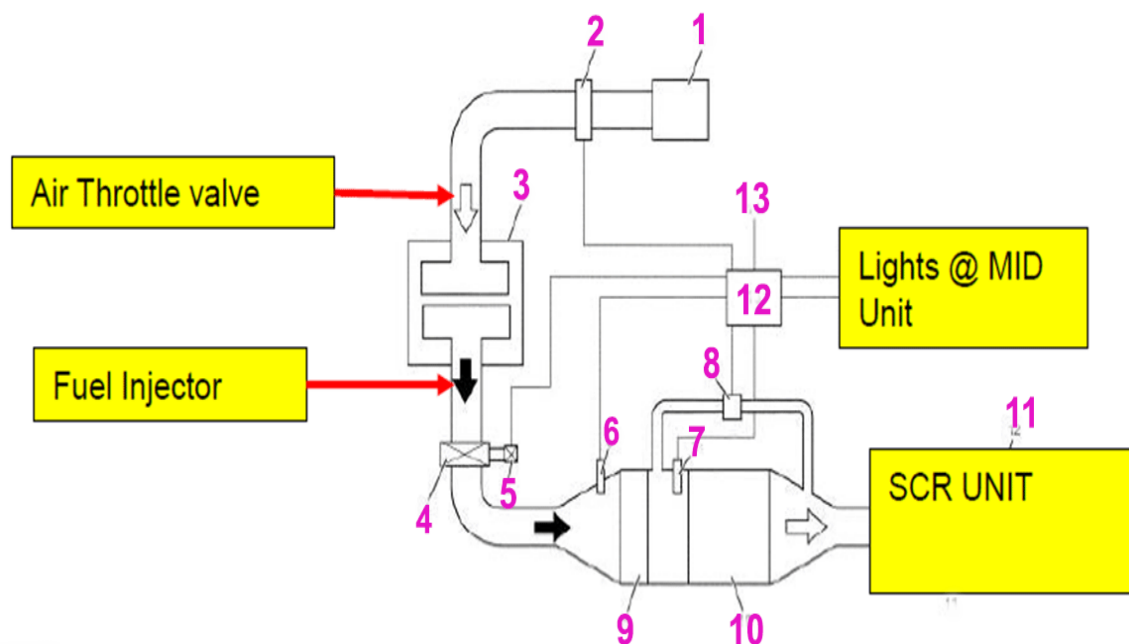 2
1
Air Throttle valve
3
13
Lights @ MID
Unit
12
Fuel Injector
8
6
7
11
SCR UNIT
5
4
9
10